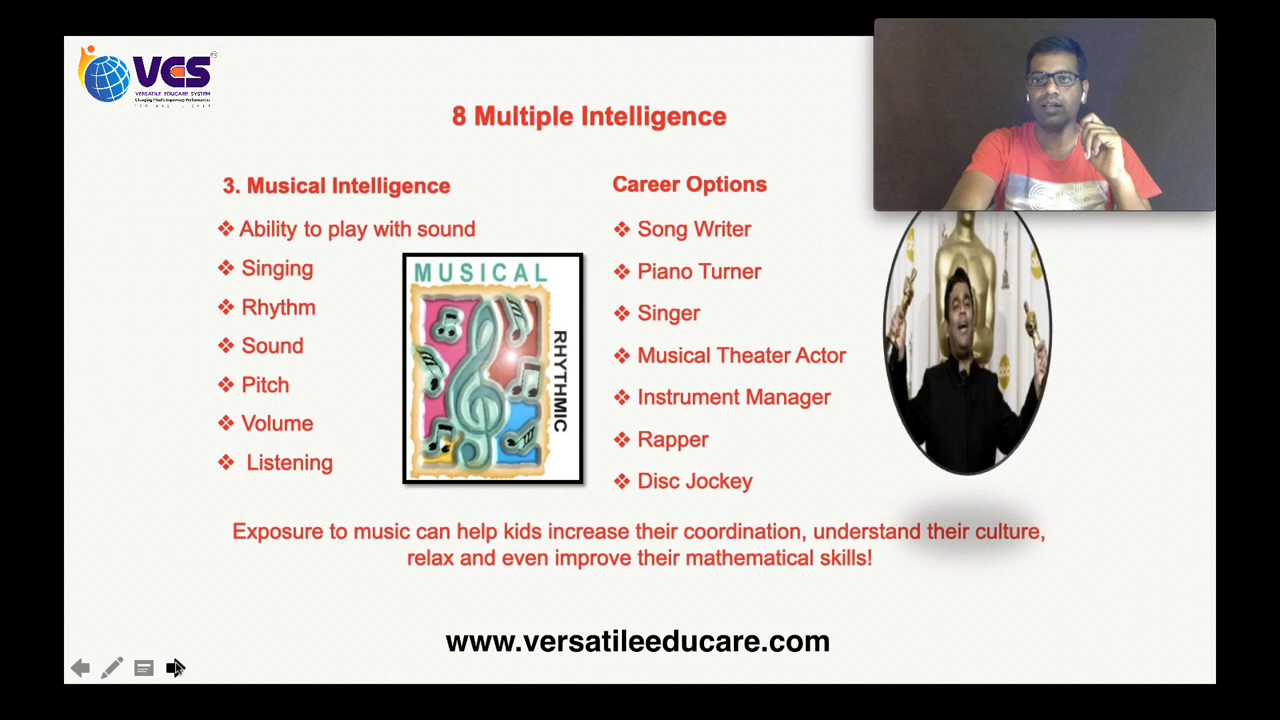 VES
VERSATILE EDUCARE SYSTEM
8 Multiple Intelligence
3. Musical Intelligence
❖ Ability to play with sound
❖ Singing
❖ Rhythm
❖ Sound
❖ Pitch
❖ Volume
❖ Listening
MUSICAL
RHYTHMIC
Career Options
❖ Song Writer
❖ Piano Turner
❖ Singer
❖ Musical Theater Actor
❖ Instrument Manager
❖ Rapper
❖ Disc Jockey
Exposure to music can help kids increase their coordination, understand their culture,
relax and even improve their mathematical skills!
www.versatileeducare.com